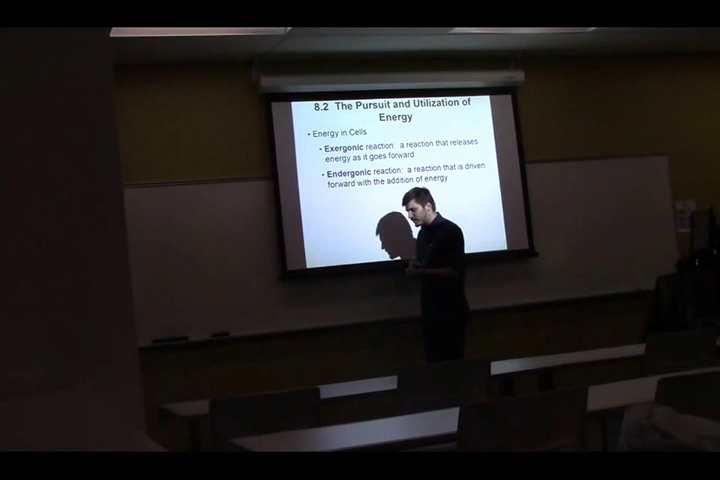 8.2 The Pursuit and Utilization of
Energy
• Energy in Cells
• Exergonic reaction: a reaction that releases
energy as it goes forward
• Endergonic reaction: a reaction that is driven
forward with the addition of energy